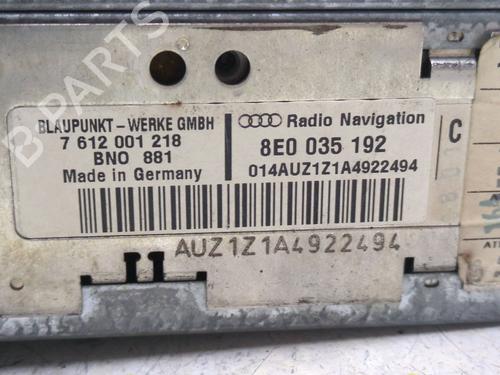 B PARTS
BLAUPUNKT - WERKE GMBH
7 612 001 218
BNO 881
Made in Germany
Radio Navigation
8E0 035 192
014AUZ1Z1A4922494
C
AUZ1Z1A4922494